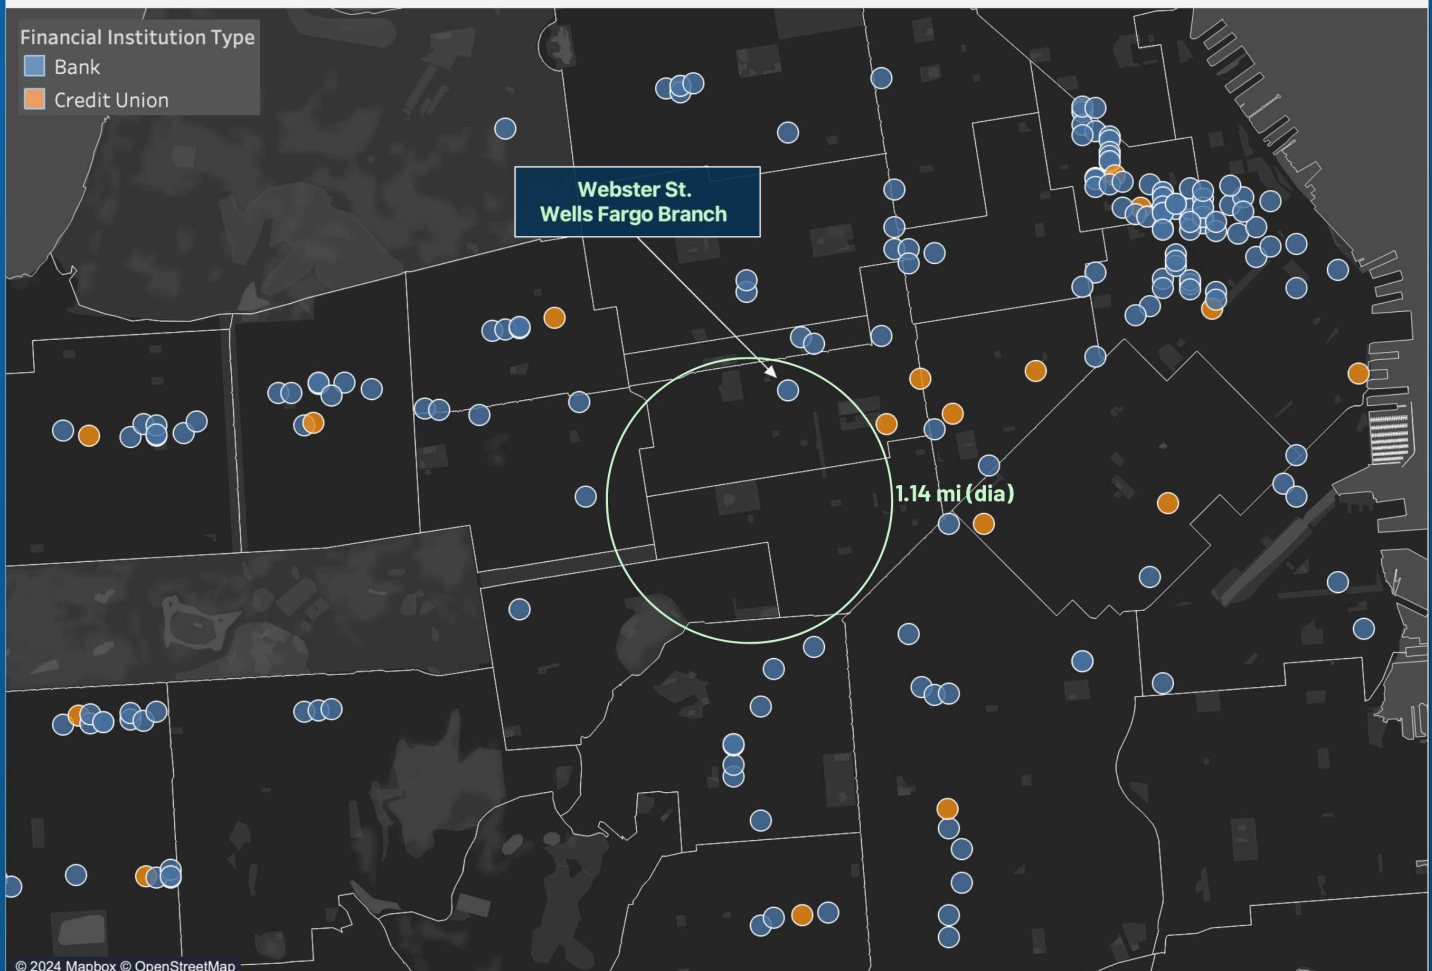 Financial Institution Type
Bank
Credit Union
Webster St.
Wells Fargo Branch
1.14 mi (dia)
© 2024 Mapbox © OpenStreetMap